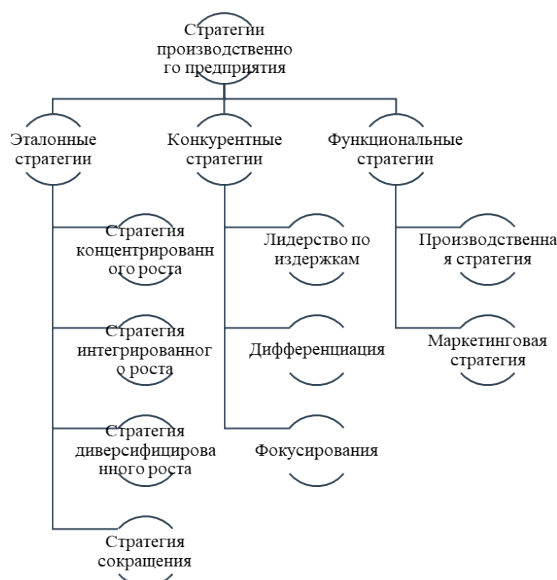 Стратегии
производственно
го предприятия
Эталонные
стратегии
Конкурентные
стратегии
Функциональные
стратегии
Стратегия
концентрированн
ого роста
Лидерство по
издержкам
Производственна
я стратегия
Стратегия
интегрированног
о роста
Дифференциация
Маркетинговая
стратегия
Стратегия
диверсифицирова
нного роста
Фокусирования
Стратегия
сокращения